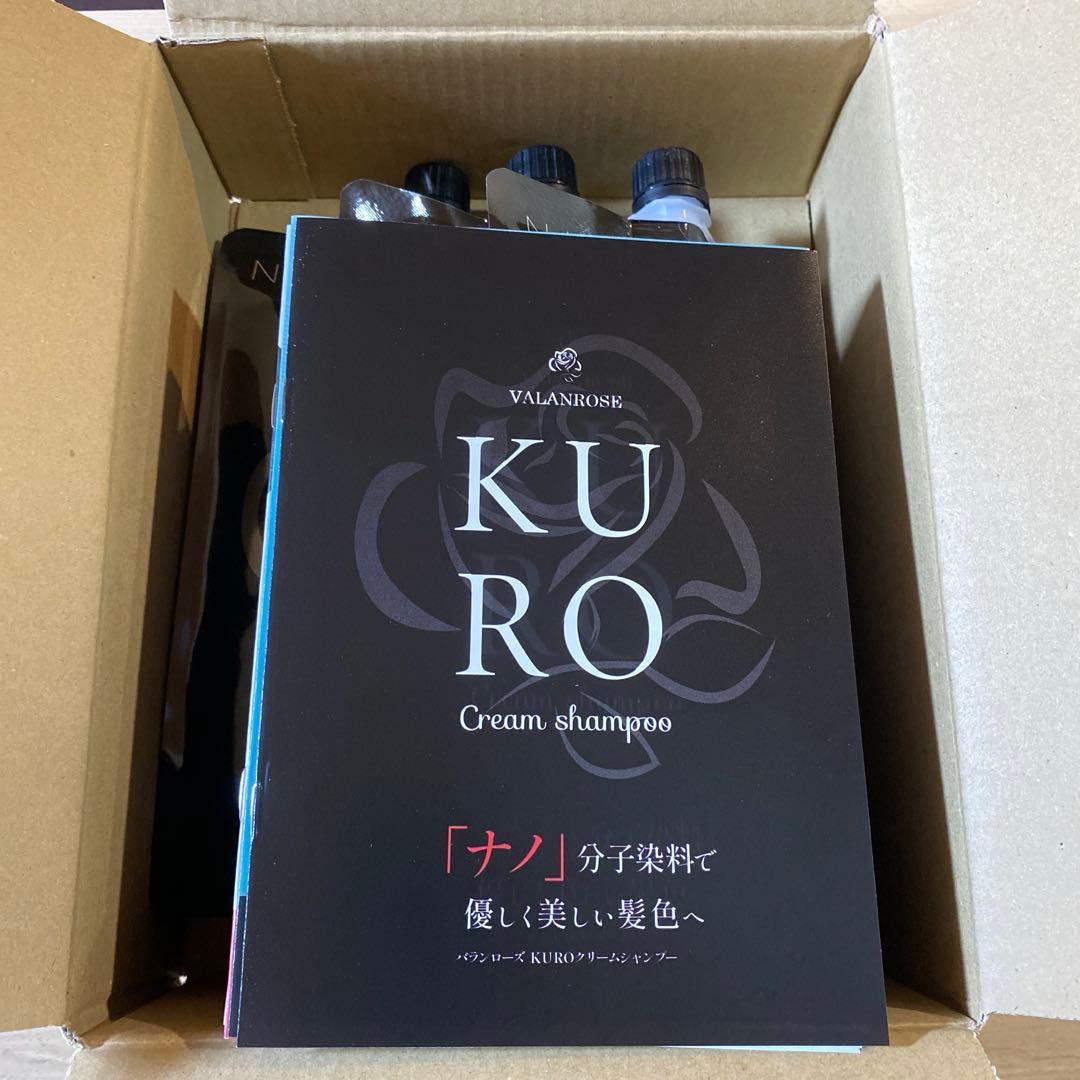 VALANROSE
KU
RO
Cream shampoo
「ナノ」分子染料で
優しく美しい髪色へ
バランローズ KUROクリームシャンプー